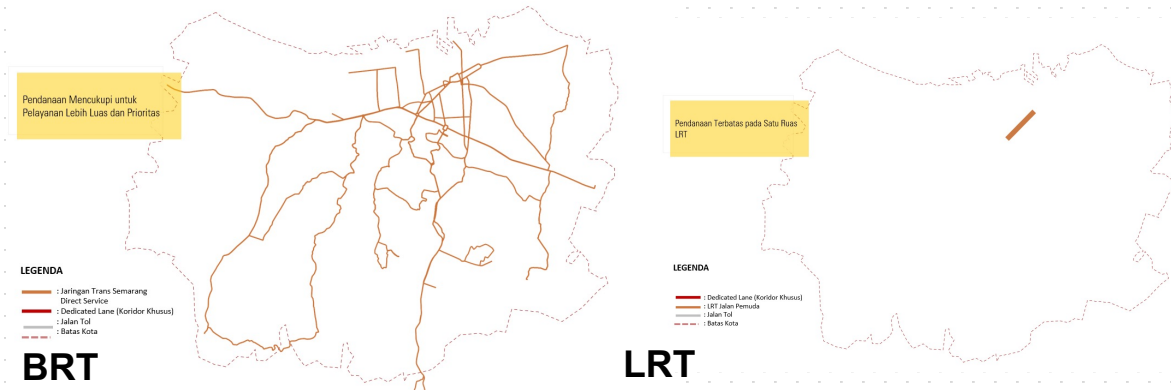 Pendanaan Mencukupi untuk
Pelayanan Lebih Luas dan Prioritas
LEGENDA
: Jaringan Trans Semarang
Direct Service
: Dedicated Lane (Koridor Khusus)
: Jalan Tol
: Batas Kota
BRT
Pendanaan Terbatas pada Satu Ruas
LRT
LEGENDA
: Dedicated Lane (Koridor Khusus)
: LRT Jalan Pemuda
: Jalan Tol
: Batas Kota
LRT